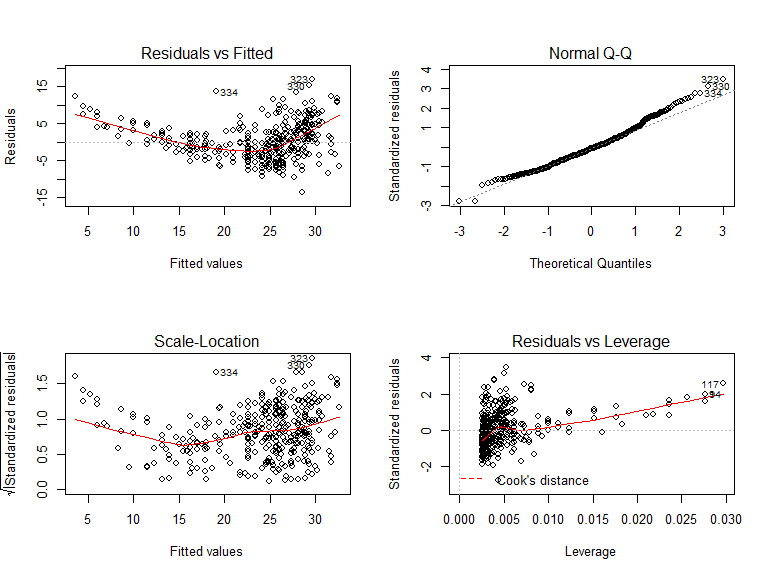 Residuals vs Fitted
Residuals
15
5
-5
-15
323
330
334
5 10 15 20 25 30
Fitted values
Normal Q-Q
Standardized residuals
4
3
1
-1
-3
323
330
334
-3 -2 -1 0 1 2 3
Theoretical Quantiles
Scale-Location
√|Standardized residuals|
1.5
1.0
0.5
0.0
323
330
334
5 10 15 20 25 30
Fitted values
Residuals vs Leverage
Standardized residuals
4
2
0
-2
117
94
Cook's distance
0.000 0.005 0.010 0.015 0.020 0.025 0.030
Leverage